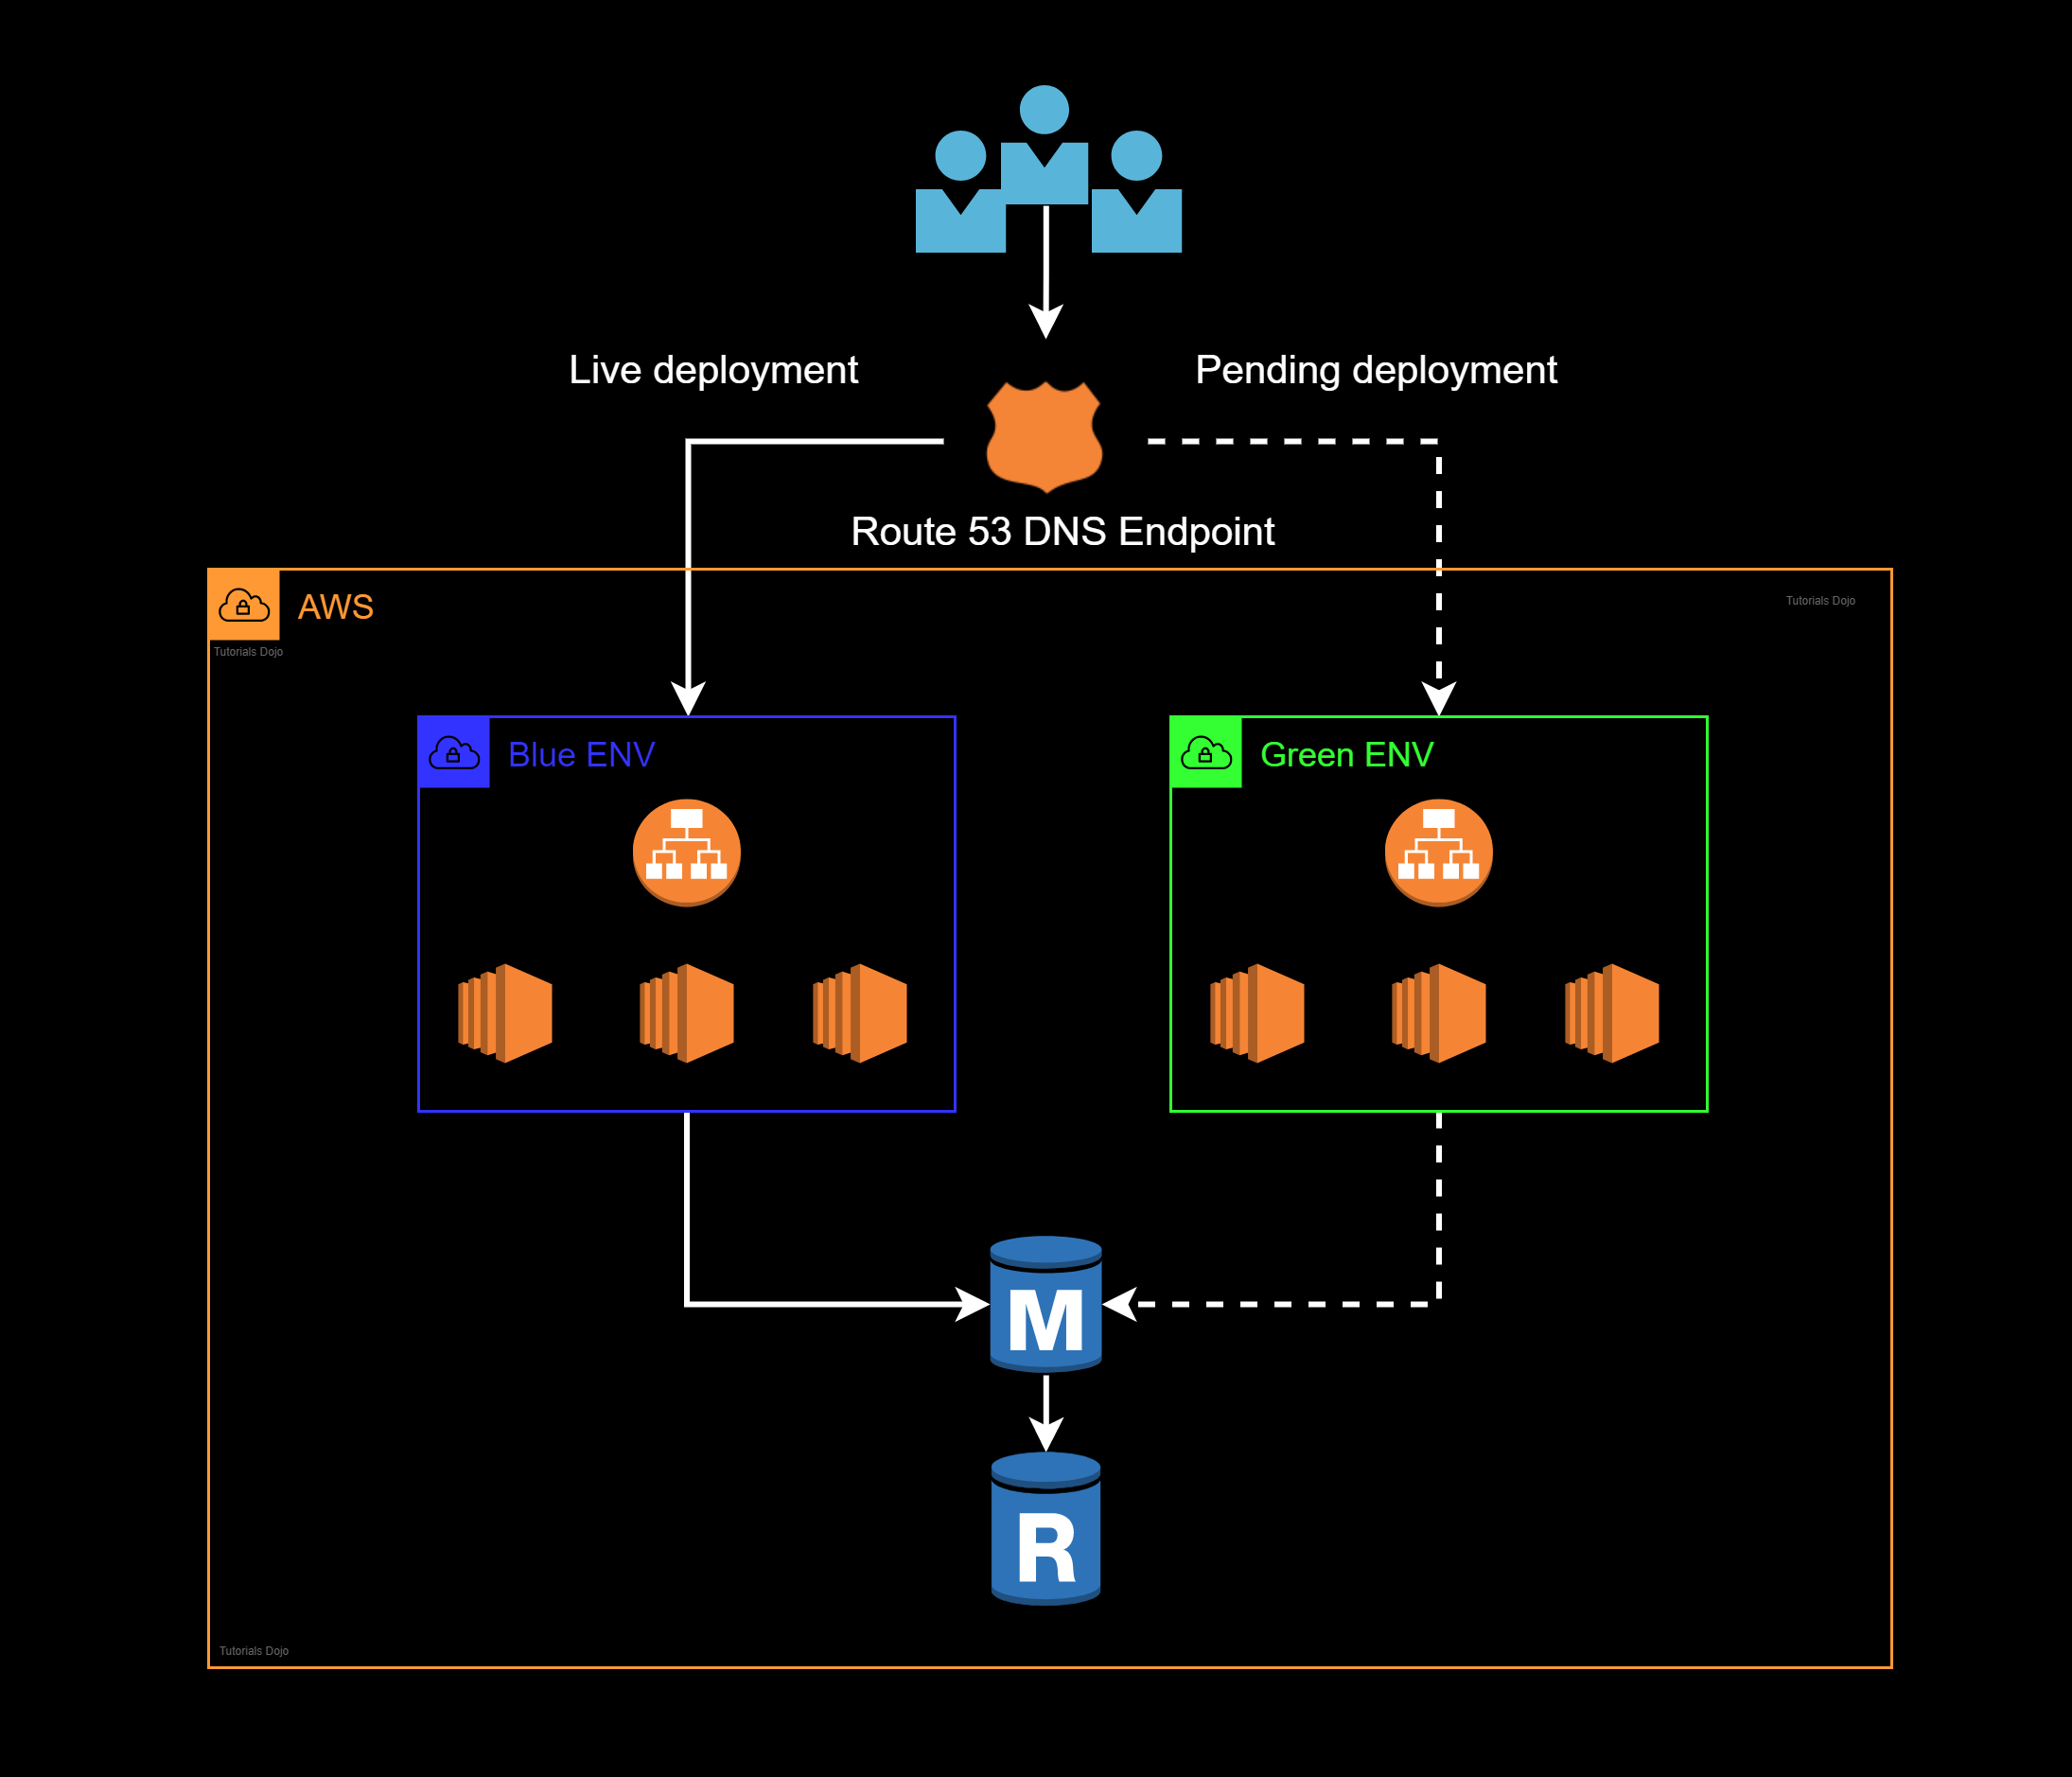 Live deployment
Pending deployment
Route 53 DNS Endpoint
AWS
Tutorials Dojo
Tutorials Dojo
Blue ENV
Green ENV
M
R
Tutorials Dojo